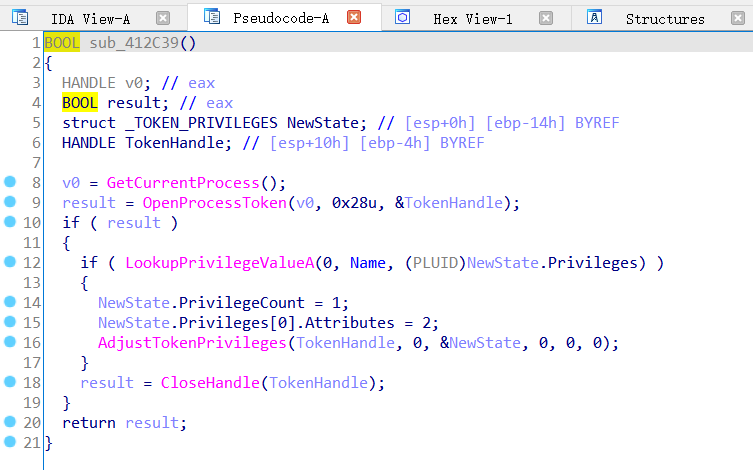 IDA View-A Pseudocode-A Hex View-1 Structures
1 BOOL sub_412C39()
2 {
3 HANDLE v0; // eax
4 BOOL result; // eax
5 struct _TOKEN_PRIVILEGES NewState; // [esp+0h] [ebp-14h] BYREF
6 HANDLE TokenHandle; // [esp+10h] [ebp-4h] BYREF
7
8 v0 = GetCurrentProcess();
9 result = OpenProcessToken(v0, 0x28u, &TokenHandle);
10 if ( result )
11 {
12 if ( LookupPrivilegeValueA(0, Name, (PLUID)NewState.Privileges) )
13 {
14 NewState.PrivilegeCount = 1;
15 NewState.Privileges[0].Attributes = 2;
16 AdjustTokenPrivileges(TokenHandle, 0, &NewState, 0, 0, 0);
17 }
18 result = CloseHandle(TokenHandle);
19 }
20 return result;
21 }